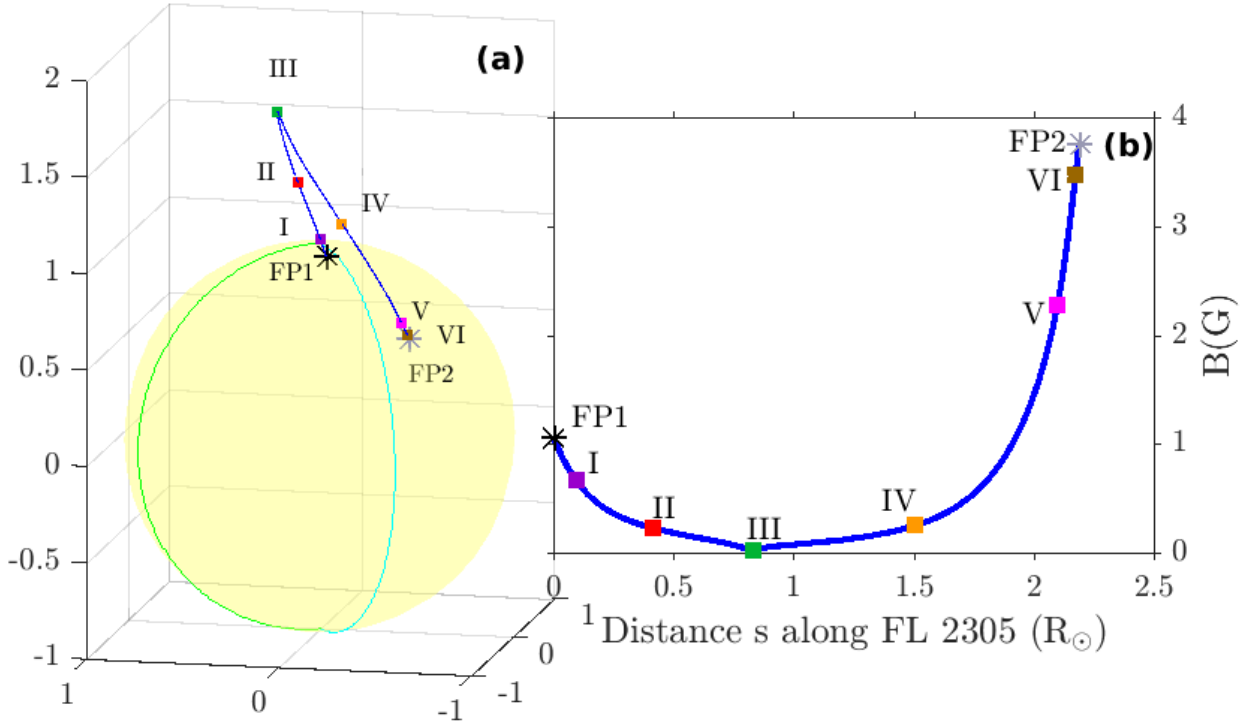 (a)
III
2
II
1.5
IV
I
FP1
1
V
VI
FP2
0.5
0
-0.5
-1
1
0
-1
-1
0
1
(b)
FP2
VI
V
FP1
I
II
III
IV
4
3
2
1
0
B(G)
0
0.5
1
1.5
2
2.5
Distance s along FL 2305 (R☉)